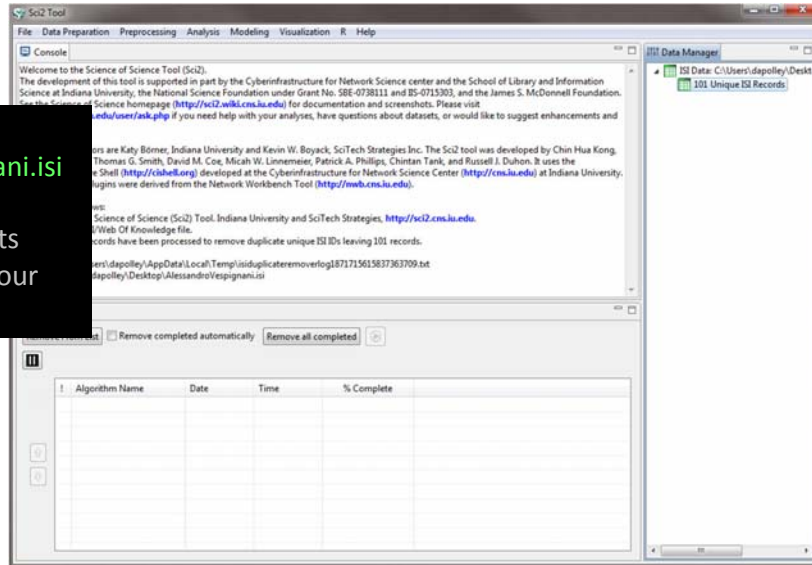 Sci2 Tool
File Data Preparation Preprocessing Analysis Modeling Visualization R Help
Console
Welcome to the Science of Science Tool (Sci2).
The development of this tool is supported in part by the Cyberinfrastructure for Network Science center and the School of Library and Information
Science at Indiana University, the National Science Foundation under Grant No. SBE-0738111 and IIS-0715303, and the James S. McDonnell Foundation.
See the Science of Science homepage (http://sci2.wiki.cns.iu.edu) for documentation and screenshots. Please visit
.edu/user/ask.php if you need help with your analyses, have questions about datasets, or would like to suggest enhancements and
ors are Katy Börner, Indiana University and Kevin W. Boyack, SciTech Strategies Inc. The Sci2 tool was developed by Chin Hua Kong,
Thomas G. Smith, David M. Coe, Micah W. Linnemeier, Patrick A. Phillips, Chintan Tank, and Russell J. Duhon. It uses the
e Shell (http://cishell.org) developed at the Cyberinfrastructure for Network Science Center (http://cns.iu.edu) at Indiana University.
lugins were derived from the Network Workbench Tool (http://nwb.cns.iu.edu).
ws:
Science of Science (Sci2) Tool. Indiana University and SciTech Strategies, http://sci2.cns.iu.edu.
I/Web Of Knowledge file.
ecords have been processed to remove duplicate unique ISI IDs leaving 101 records.
sers\dapolley\AppData\Local\Temp\isiduplicateremoverlog1871715615837363709.txt
dapolley\Desktop\AlessandroVespignani.isi
ani.isi
ts
our
Remove completed automatically
Remove all completed
! Algorithm Name Date Time % Complete
Data Manager
ISI Data: C:\Users\dapolley\Deskt
101 Unique ISI Records